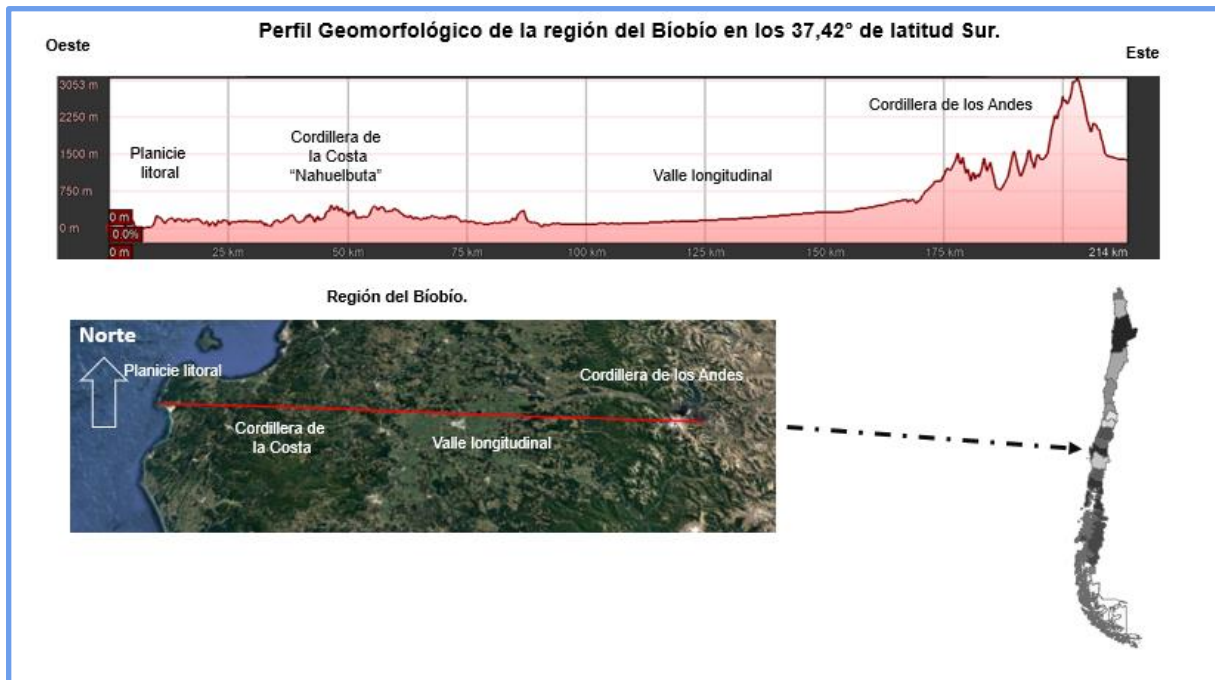 Perfil Geomorfológico de la región del Bíobío en los 37,42° de latitud Sur.
Oeste
Este
3053 m
2250 m
1500 m
750 m
0 m
0 m
0.0%
0 m
Planicie
litoral
Cordillera de
la Costa
“Nahuelbuta”
Valle longitudinal
Cordillera de los Andes
25 km
50 km
75 km
100 km
125 km
150 km
175 km
214 km
Región del Bíobío.
Norte
Planicie litoral
Cordillera de
la Costa
Valle longitudinal
Cordillera de los Andes